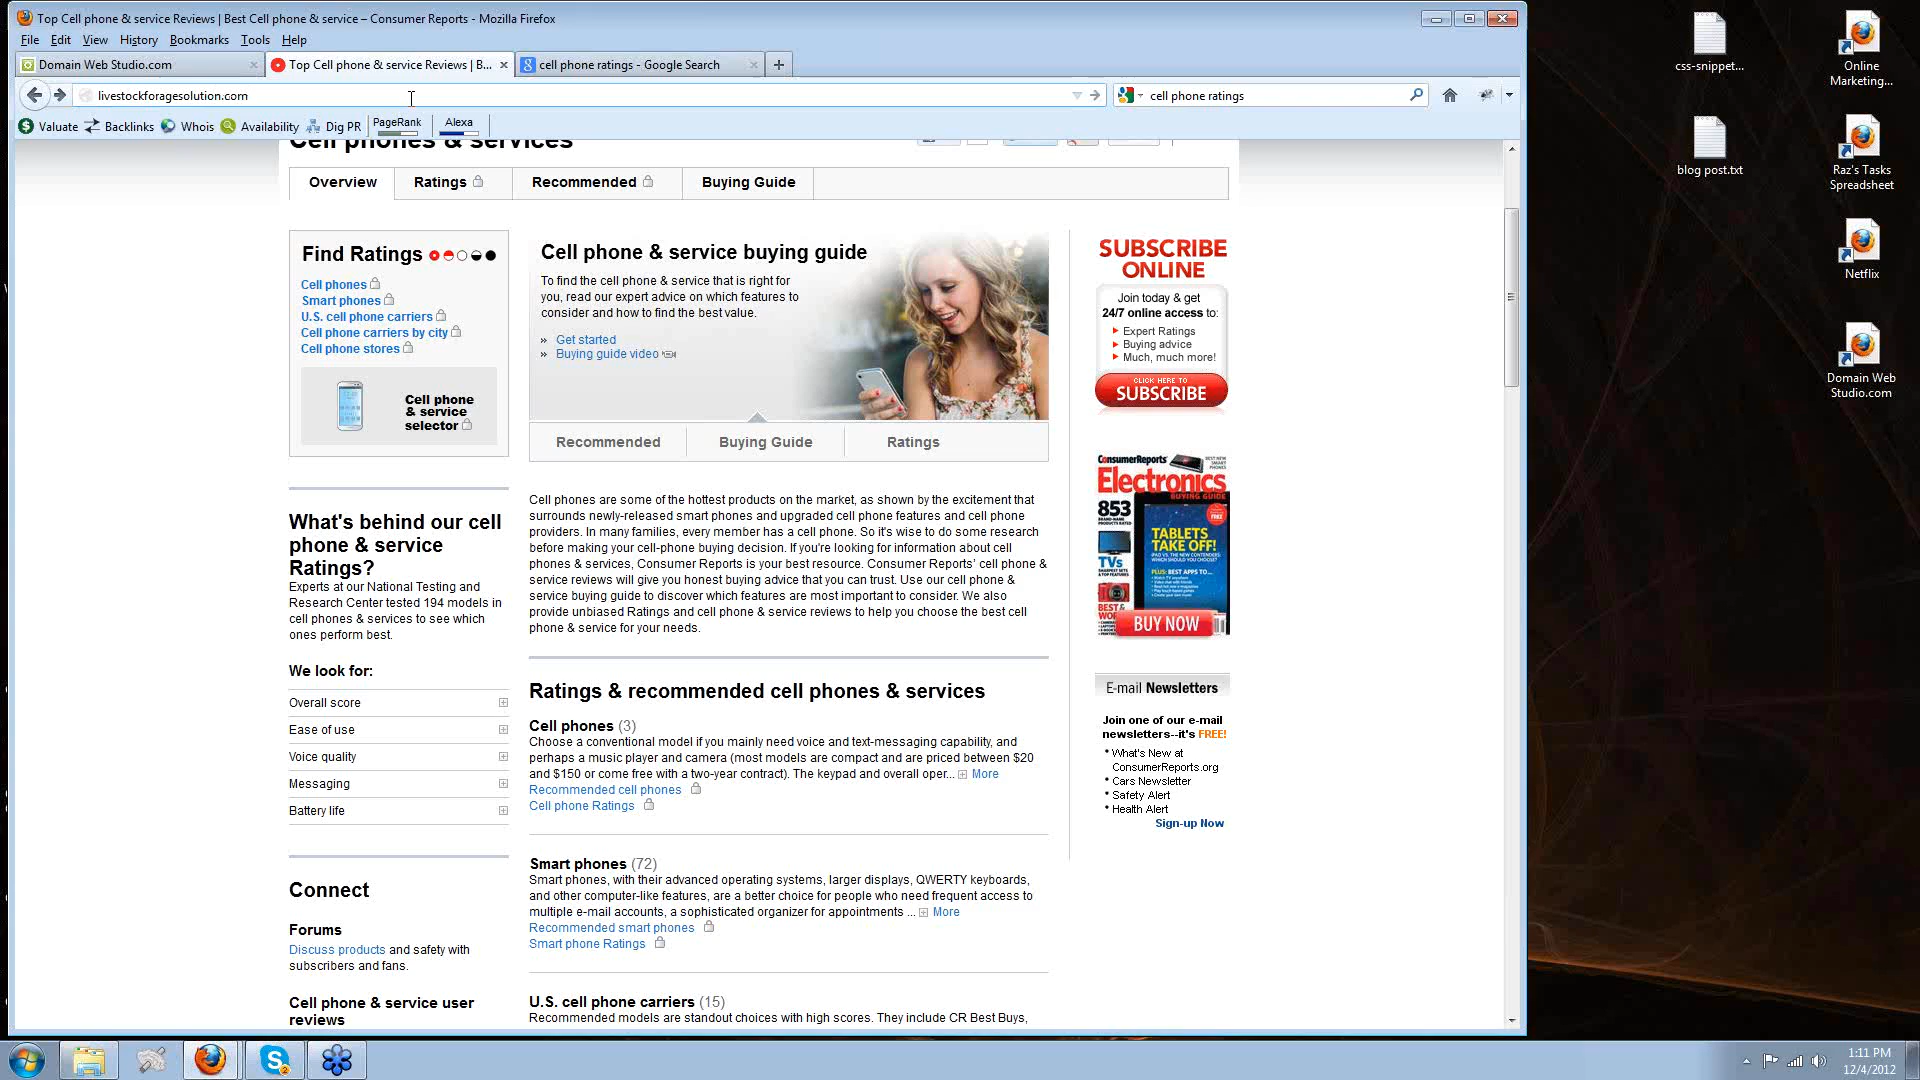 Top Cell phone & service Reviews | Best Cell phone & service – Consumer Reports - Mozilla Firefox
File Edit View History Bookmarks Tools Help
Domain Web Studio.com
Top Cell phone & service Reviews | B...
cell phone ratings - Google Search
livestockforagesolution.com
cell phone ratings
Valuate Backlinks Whois Availability Dig PR PageRank Alexa
Cell phones & services
Overview Ratings Recommended Buying Guide
Find Ratings
Cell phones
Smart phones
U.S. cell phone carriers
Cell phone carriers by city
Cell phone stores
Cell phone
& service
selector
What's behind our cell
phone & service
Ratings?
Experts at our National Testing and
Research Center tested 194 models in
cell phones & services to see which
ones perform best.
We look for:
Overall score
Ease of use
Voice quality
Messaging
Battery life
Connect
Forums
Discuss products and safety with
subscribers and fans.
Cell phone & service user
reviews
Cell phone & service buying guide
To find the cell phone & service that is right for
you, read our expert advice on which features to
consider and how to find the best value.
» Get started
» Buying guide video
Recommended Buying Guide Ratings
Cell phones are some of the hottest products on the market, as shown by the excitement that
surrounds newly-released smart phones and upgraded cell phone features and cell phone
providers. In many families, every member has a cell phone. So it's wise to do some research
before making your cell-phone buying decision. If you're looking for information about cell
phones & services, Consumer Reports is your best resource. Consumer Reports' cell phone &
service reviews will give you honest buying advice that you can trust. Use our cell phone &
service buying guide to discover which features are most important to consider. We also
provide unbiased Ratings and cell phone & service reviews to help you choose the best cell
phone & service for your needs.
Ratings & recommended cell phones & services
Cell phones (3)
Choose a conventional model if you mainly need voice and text-messaging capability, and
perhaps a music player and camera (most models are compact and are priced between $20
and $150 or come free with a two-year contract). The keypad and overall oper... More
Recommended cell phones
Cell phone Ratings
Smart phones (72)
Smart phones, with their advanced operating systems, larger displays, QWERTY keyboards,
and other computer-like features, are a better choice for people who need frequent access to
multiple e-mail accounts, a sophisticated organizer for appointments ... More
Recommended smart phones
Smart phone Ratings
U.S. cell phone carriers (15)
Recommended models are standout choices with high scores. They include CR Best Buys,
SUBSCRIBE
ONLINE
Join today & get
24/7 online access to:
Expert Ratings
Buying advice
Much, much more!
CLICK HERE TO
SUBSCRIBE
ConsumerReports
BEST NEW
SMART
PHONES
Electronics
BUYING GUIDE
853
BRAND-NAME
PRODUCTS RATED
TABLETS
TAKE OFF!
TVs
PLUS: BEST APPS TO...
BUY NOW
E-mail Newsletters
Join one of our e-mail
newsletters--it's FREE!
• What's New at
ConsumerReports.org
• Cars Newsletter
• Safety Alert
• Health Alert
Sign-up Now
css-snippet...
blog post.txt
Online
Marketing...
Raz's Tasks
Spreadsheet
Netflix
Domain Web
Studio.com
2
1:11 PM
12/4/2012